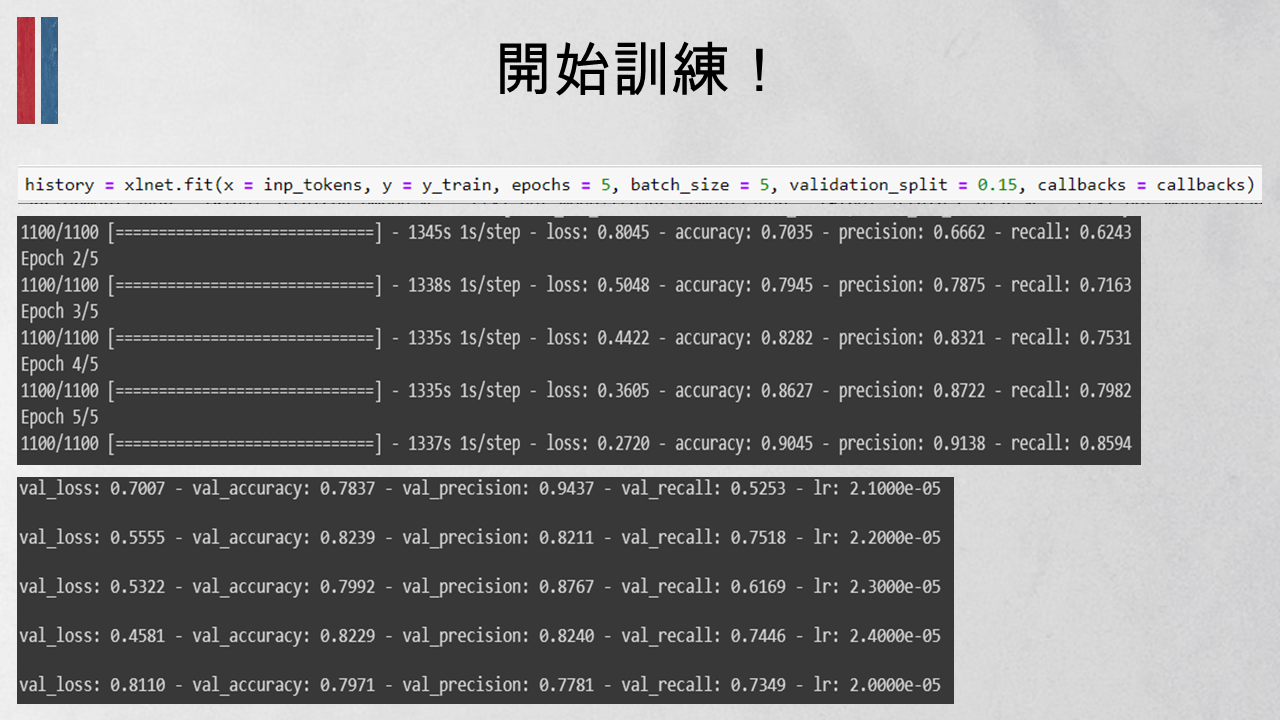 開始訓練！
history = xlnet.fit(x = inp_tokens, y = y_train, epochs = 5, batch_size = 5, validation_split = 0.15, callbacks = callbacks)
1100/1100 [==============================] - 1345s 1s/step - loss: 0.8045 - accuracy: 0.7035 - precision: 0.6662 - recall: 0.6243
Epoch 2/5
1100/1100 [==============================] - 1338s 1s/step - loss: 0.5048 - accuracy: 0.7945 - precision: 0.7875 - recall: 0.7163
Epoch 3/5
1100/1100 [==============================] - 1335s 1s/step - loss: 0.4422 - accuracy: 0.8282 - precision: 0.8321 - recall: 0.7531
Epoch 4/5
1100/1100 [==============================] - 1335s 1s/step - loss: 0.3605 - accuracy: 0.8627 - precision: 0.8722 - recall: 0.7982
Epoch 5/5
1100/1100 [==============================] - 1337s 1s/step - loss: 0.2720 - accuracy: 0.9045 - precision: 0.9138 - recall: 0.8594
val_loss: 0.7007 - val_accuracy: 0.7837 - val_precision: 0.9437 - val_recall: 0.5253 - lr: 2.1000e-05
val_loss: 0.5555 - val_accuracy: 0.8239 - val_precision: 0.8211 - val_recall: 0.7518 - lr: 2.2000e-05
val_loss: 0.5322 - val_accuracy: 0.7992 - val_precision: 0.8767 - val_recall: 0.6169 - lr: 2.3000e-05
val_loss: 0.4581 - val_accuracy: 0.8229 - val_precision: 0.8240 - val_recall: 0.7446 - lr: 2.4000e-05
val_loss: 0.8110 - val_accuracy: 0.7971 - val_precision: 0.7781 - val_recall: 0.7349 - lr: 2.0000e-05